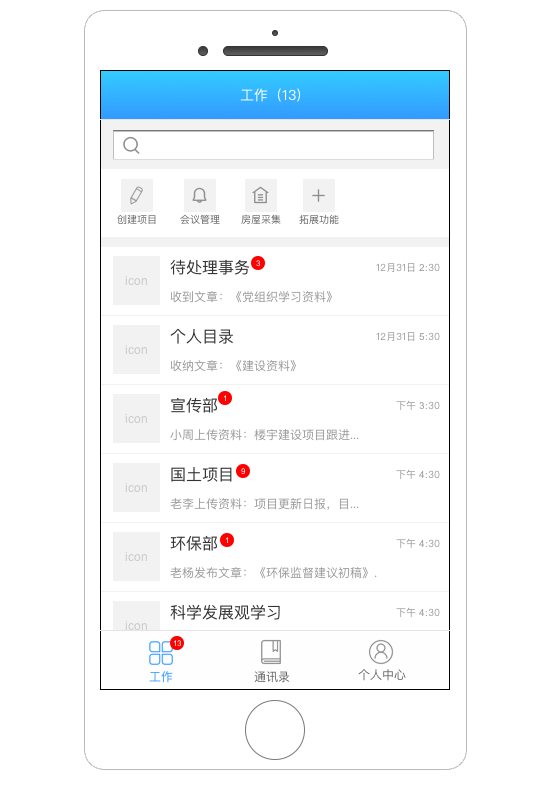 工作（13）
创建项目 会议管理 房屋采集 拓展功能
icon
待处理事务 3 12月31日 2:30
收到文章：《党组织学习资料》
icon
个人目录 12月31日 5:30
收纳文章：《建设资料》
icon
宣传部 1 下午 3:30
小周上传资料：楼宇建设项目跟进...
icon
国土项目 9 下午 4:30
老李上传资料：项目更新日报，目...
icon
环保部 1 下午 4:30
老杨发布文章：《环保监督建议初稿》.
icon
科学发展观学习 下午 4:30
13
工作 通讯录 个人中心